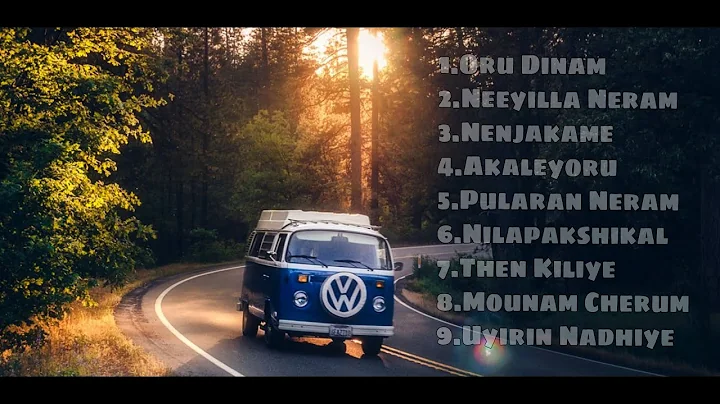 1.Oru Dinam
2.Neeyilla Neram
3.Nenjakame
4.Akaleyoru
5.Pularan Neram
6.Nilapakshikal
7.Then Kiliye
8.Mounam Cherum
9.Uyirin Nadhiye
VW